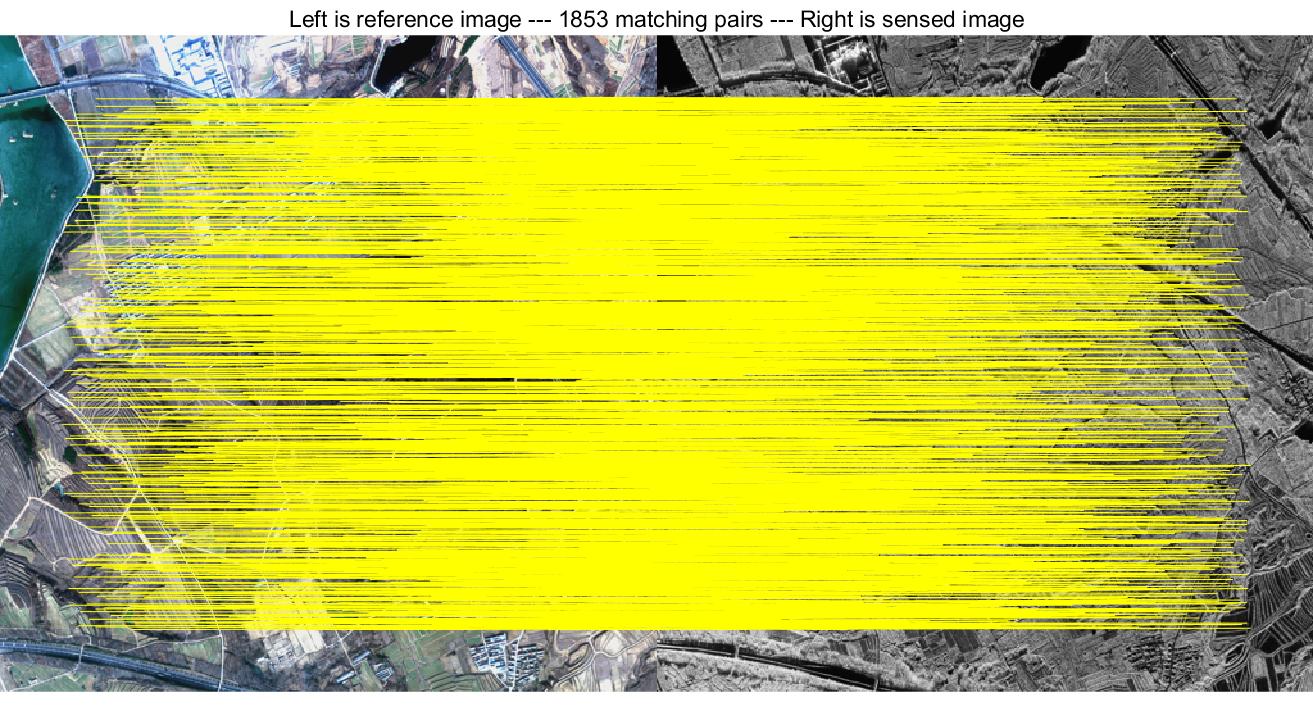 Left is reference image --- 1853 matching pairs --- Right is sensed image